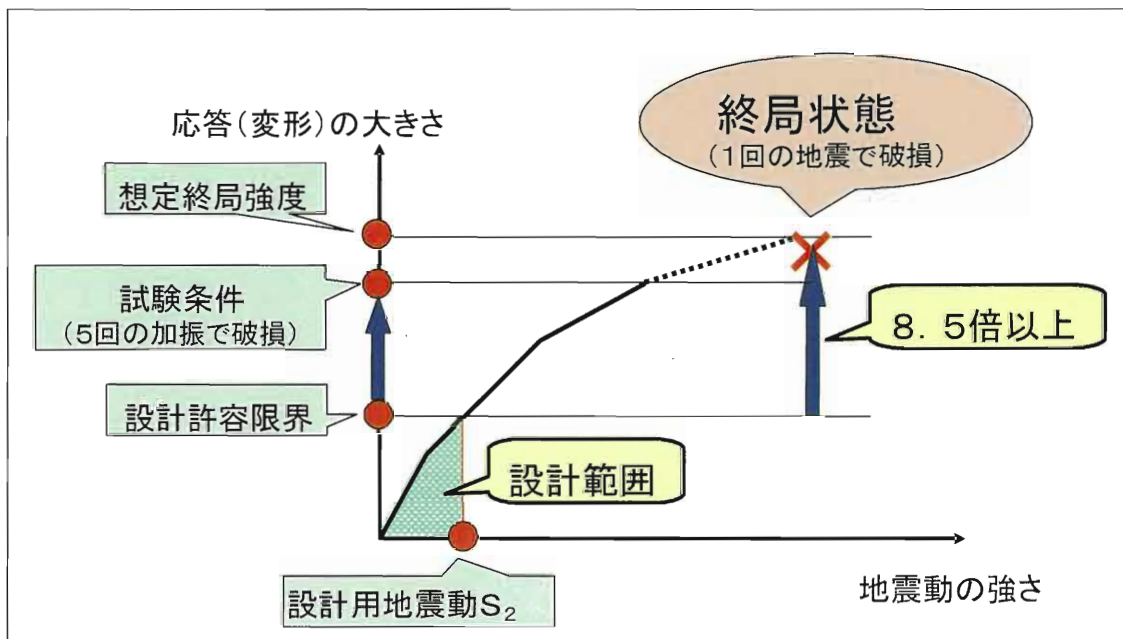 応答(変形)の大きさ
終局状態
(1回の地震で破損)
想定終局強度
試験条件
(5回の加振で破損)
8.5倍以上
設計許容限界
設計範囲
設計用地震動S₂
地震動の強さ